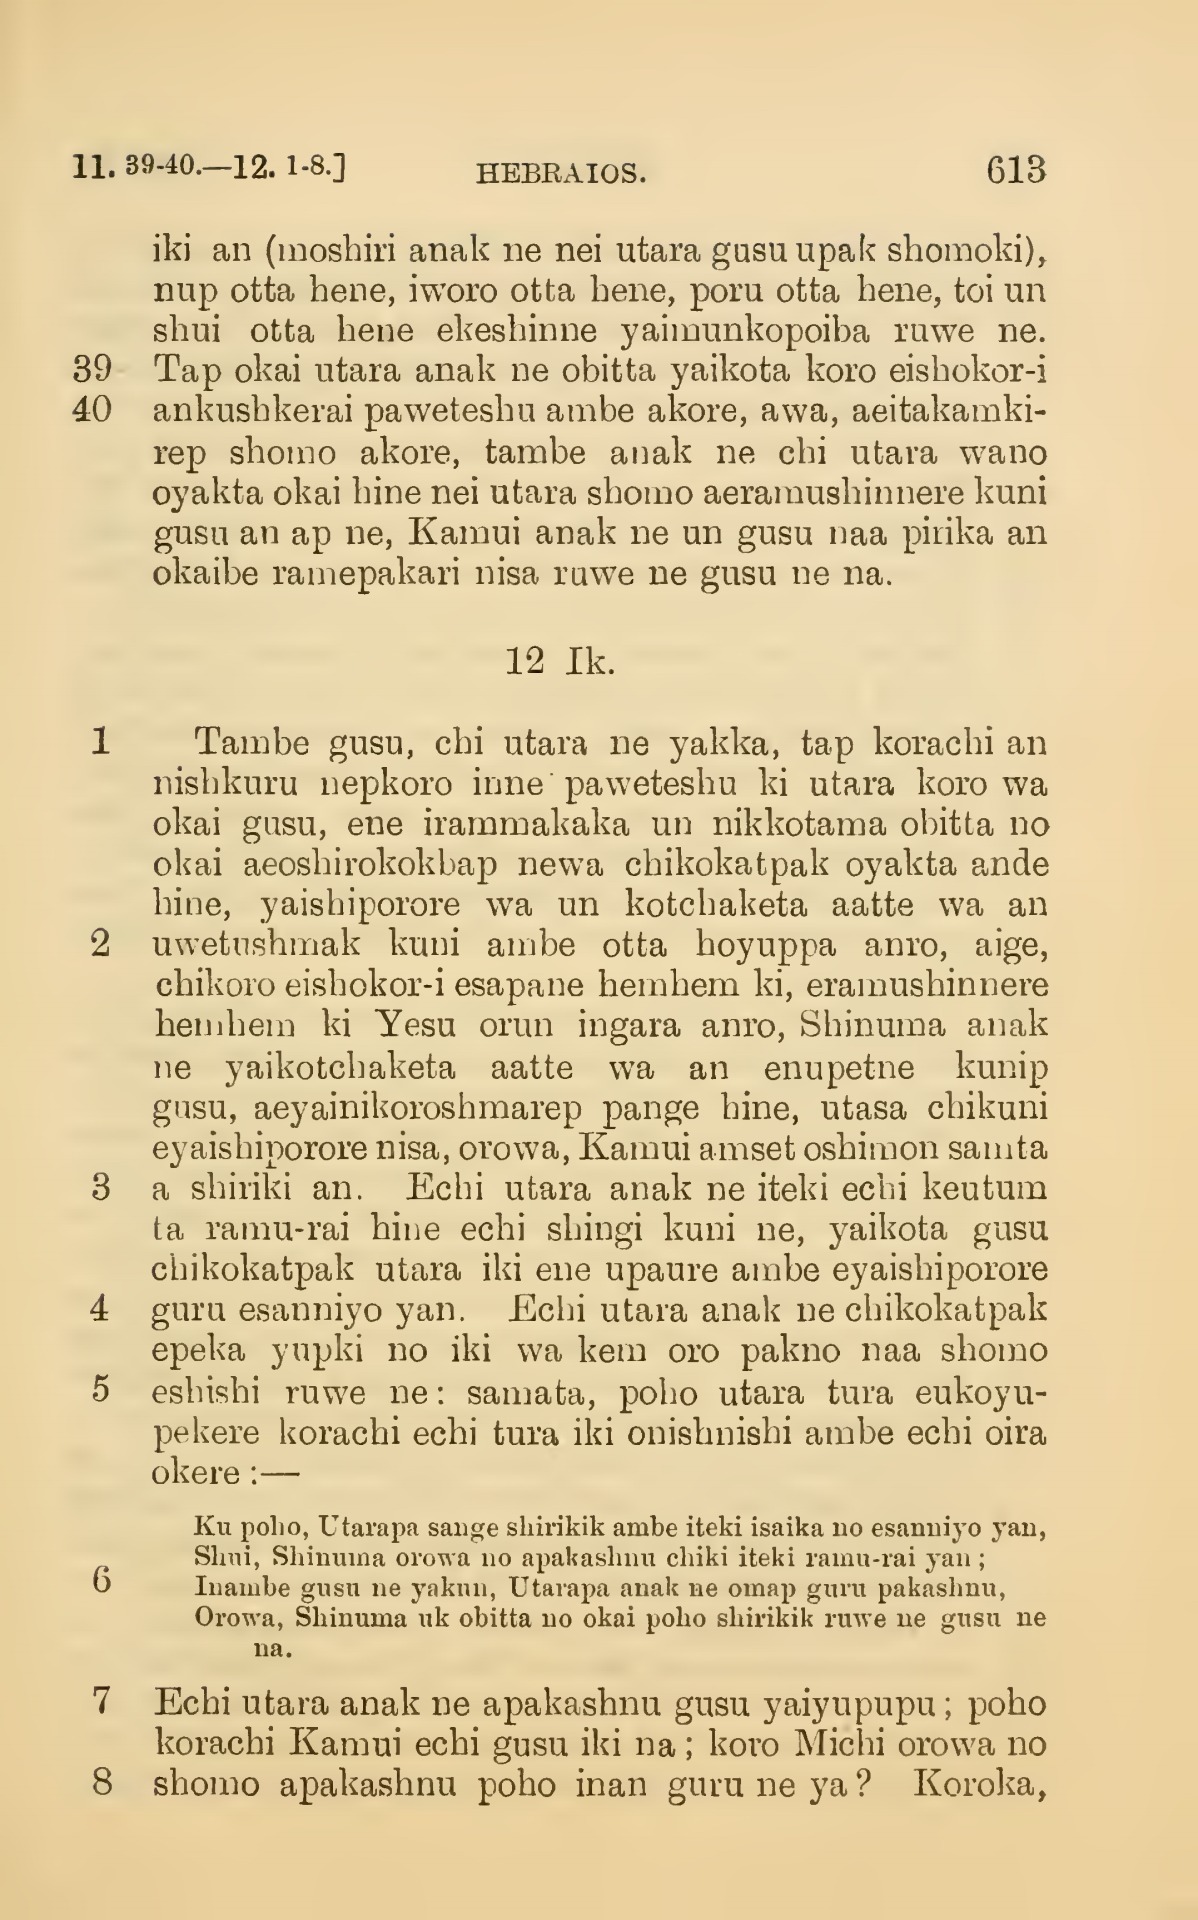 11. 39-40.—12. 1-8.] HEBRAIOS. 613
iki an (moshiri anak ne nei utara gusu upak shomoki),
nup otta hene, iworo otta hene, poru otta hene, toi un
shui otta hene ekeshinne yaimunkopoiba ruwe ne.
39 Tap okai utara anak ne obitta yaikota koro eishokor-i
40 ankushkerai paweteshu ambe akore, awa, aeitakamki-
rep shomo akore, tambe anak ne chi utara wano
oyakta okai hine nei utara shomo aeramushinnere kuni
gusu an ap ne, Kamui anak ne un gusu naa pirika an
okaibe ramepakari nisa ruwe ne gusu ne na.
12 Ik.
1 Tambe gusu, chi utara ne yakka, tap korachi an
nishkuru nepkoro inne paweteshu ki utara koro wa
okai gusu, ene irammakaka un nikkotama obitta no
okai aeoshirokokbap newa chikokatpak oyakta ande
hine, yaishiporore wa un kotchaketa aatte wa an
2 uwetushmak kuni ambe otta hoyuppa anro, aige,
chikoro eishokor-i esapane hemhem ki, eramushinnere
hemhem ki Yesu orun ingara anro, Shinuma anak
ne yaikotchaketa aatte wa an enupetne kunip
gusu, aeyainikoroshmarep pange hine, utasa chikuni
eyaishiporore nisa, orowa, Kamui amset oshimon samta
3 a shiriki an. Echi utara anak ne iteki echi keutum
ta ramu-rai hine echi shingi kuni ne, yaikota gusu
chikokatpak utara iki ene upaure ambe eyaishiporore
4 guru esanniyo yan. Echi utara anak ne chikokatpak
epeka yupki no iki wa kem oro pakno naa shomo
5 eshishi ruwe ne: samata, poho utara tura eukoyu-
pekere korachi echi tura iki onishnishi ambe echi oira
okere :—
Ku poho, Utarapa sange shirikik ambe iteki isaika no esanniyo yan,
Shui, Shinuma orowa no apakashnu chiki iteki ramu-rai yan ;
6 Inambe gusu ne yakun, Utarapa anak ne omap guru pakashnu,
Orowa, Shinuma uk obitta no okai poho shirikik ruwe ne gusu ne
na.
7 Echi utara anak ne apakashnu gusu yaiyupupu ; poho
korachi Kamui echi gusu iki na ; koro Michi orowa no
8 shomo apakashnu poho inan guru ne ya? Koroka,